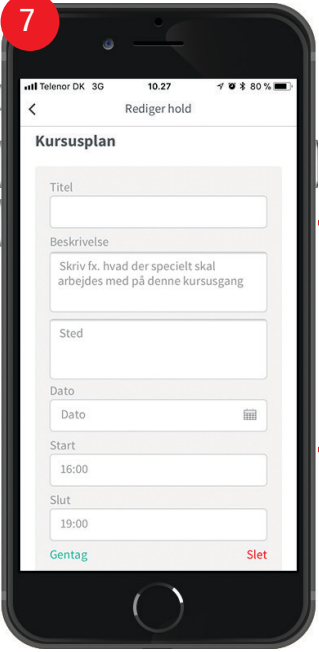 7
Telenor DK 3G 10.27 80 %
Rediger hold
Kursusplan
Titel
Beskrivelse
Skriv fx. hvad der specielt skal
arbejdes med på denne kursusgang
Sted
Dato
Dato
Start
16:00
Slut
19:00
Gentag Slet